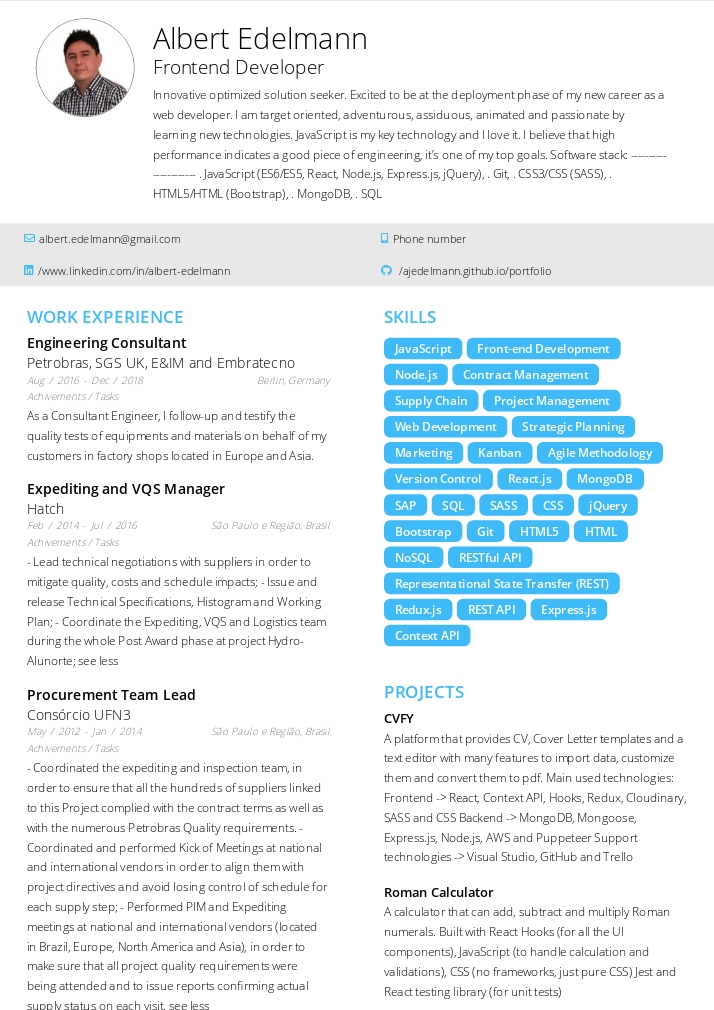 Albert Edelmann
Frontend Developer
Innovative optimized solution seeker. Excited to be at the deployment phase of my new career as a
web developer. I am target oriented, adventurous, assiduous, animated and passionate by
learning new technologies. JavaScript is my key technology and I love it. I believe that high
performance indicates a good piece of engineering, it's one of my top goals. Software stack: ----------
------------ . JavaScript (ES6/ES5, React, Node.js, Express.js, jQuery), . Git, . CSS3/CSS (SASS), .
HTML5/HTML (Bootstrap), . MongoDB, . SQL
albert.edelmann@gmail.com
Phone number
/www.linkedin.com/in/albert-edelmann
/ajedelmann.github.io/portfolio
WORK EXPERIENCE
Engineering Consultant
Petrobras, SGS UK, E&IM and Embratecno
Aug / 2016 - Dec / 2018 Berlin, Germany
Achivements / Tasks
As a Consultant Engineer, I follow-up and testify the
quality tests of equipments and materials on behalf of my
customers in factory shops located in Europe and Asia.
Expediting and VQS Manager
Hatch
Feb / 2014 - Jul / 2016 São Paulo e Região, Brasil
Achivements / Tasks
- Lead technical negotiations with suppliers in order to
mitigate quality, costs and schedule impacts; - Issue and
release Technical Specifications, Histogram and Working
Plan; - Coordinate the Expediting, VQS and Logistics team
during the whole Post Award phase at project Hydro-
Alunorte; see less
Procurement Team Lead
Consórcio UFN3
May / 2012 - Jan / 2014 São Paulo e Região, Brasil
Achivements / Tasks
- Coordinated the expediting and inspection team, in
order to ensure that all the hundreds of suppliers linked
to this Project complied with the contract terms as well as
with the numerous Petrobras Quality requirements. -
Coordinated and performed Kick of Meetings at national
and international vendors in order to align them with
project directives and avoid losing control of schedule for
each supply step; - Performed PIM and Expediting
meetings at national and international vendors (located
in Brazil, Europe, North America and Asia), in order to
make sure that all project quality requirements were
being attended and to issue reports confirming actual
supply status on each visit. see less
SKILLS
JavaScript Front-end Development
Node.js Contract Management
Supply Chain Project Management
Web Development Strategic Planning
Marketing Kanban Agile Methodology
Version Control React.js MongoDB
SAP SQL SASS CSS jQuery
Bootstrap Git HTML5 HTML
NoSQL RESTful API
Representational State Transfer (REST)
Redux.js REST API Express.js
Context API
PROJECTS
CVFY
A platform that provides CV, Cover Letter templates and a
text editor with many features to import data, customize
them and convert them to pdf. Main used technologies:
Frontend -> React, Context API, Hooks, Redux, Cloudinary,
SASS and CSS Backend -> MongoDB, Mongoose,
Express.js, Node.js, AWS and Puppeteer Support
technologies -> Visual Studio, GitHub and Trello
Roman Calculator
A calculator that can add, subtract and multiply Roman
numerals. Built with React Hooks (for all the UI
components), JavaScript (to handle calculation and
validations), CSS (no frameworks, just pure CSS) Jest and
React testing library (for unit tests)